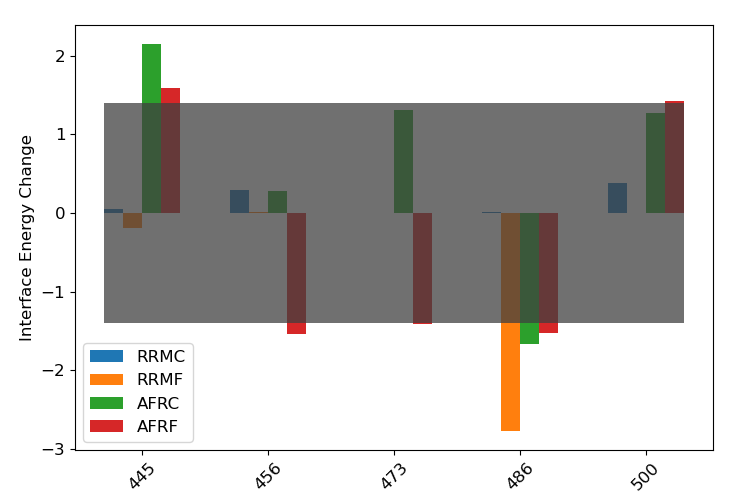 Interface Energy Change
2
1
0
−1
−2
−3
RRMC
RRMF
AFRC
AFRF
445
456
473
486
500